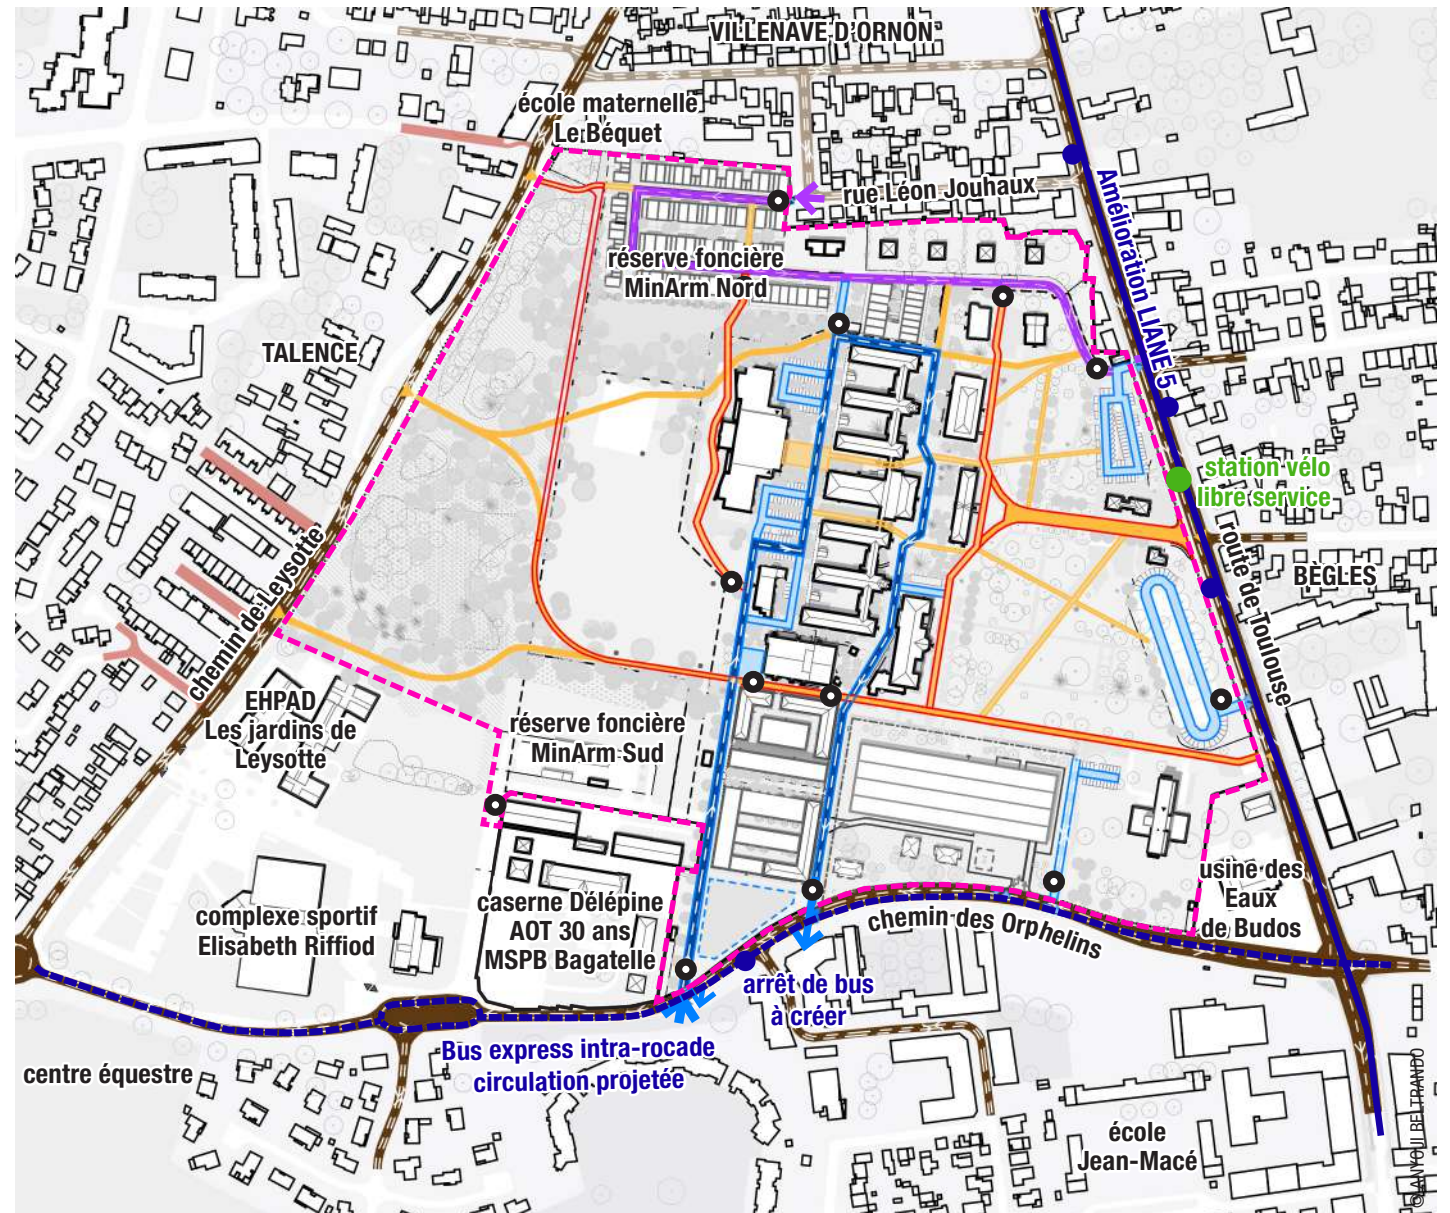 VILLENAVE D'ORNON
école maternelle
Le Béquet
rue Léon Jouhaux
Amélioration LIANE 5
réserve foncière
MinArm Nord
TALENCE
station vélo
libre service
route de Toulouse
BÈGLES
chemin de Leysotte
EHPAD
Les jardins de
Leysotte
réserve foncière
MinArm Sud
usine des
Eaux
de Budos
caserne Délépine
AOT 30 ans
MSPB Bagatelle
complexe sportif
Elisabeth Riffiod
chemin des Orphelins
arrêt de bus
à créer
Bus express intra-rocade
circulation projetée
centre équestre
école
Jean-Macé
©LANYOJI BELTRANDO